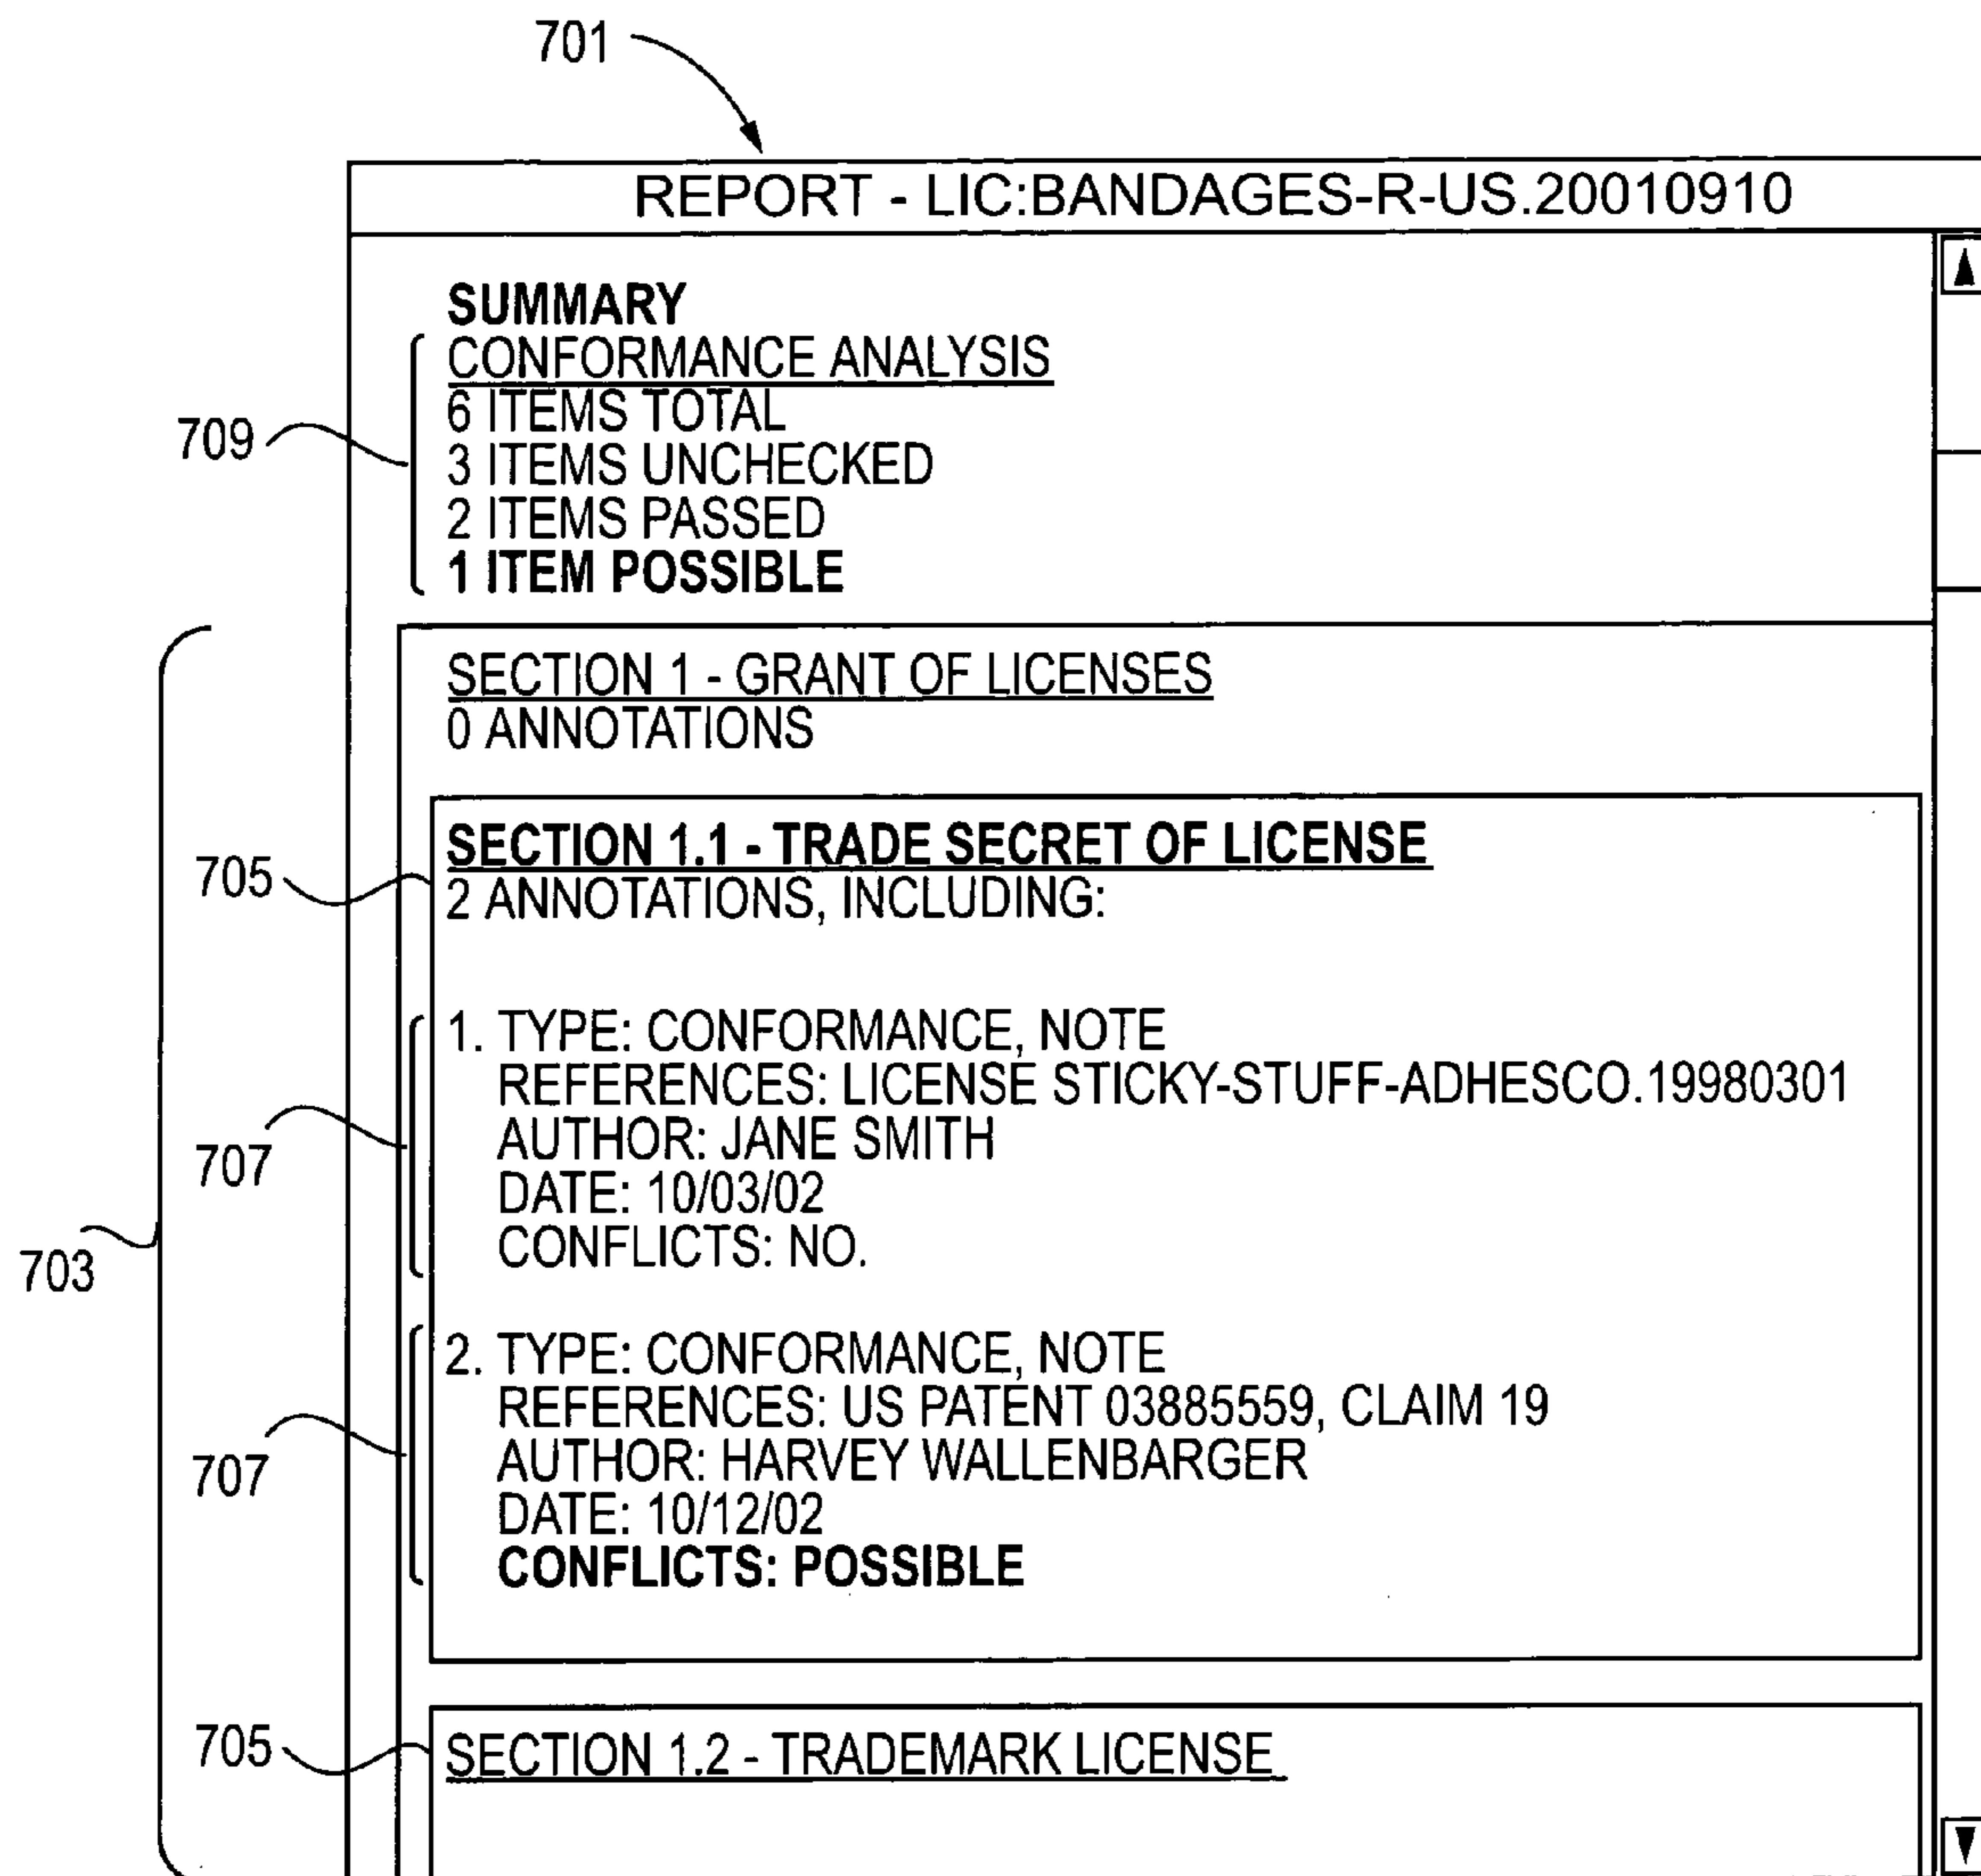 701
REPORT - LIC:BANDAGES-R-US.20010910
SUMMARY
CONFORMANCE ANALYSIS
6 ITEMS TOTAL
709
3 ITEMS UNCHECKED
2 ITEMS PASSED
1 ITEM POSSIBLE
SECTION 1 - GRANT OF LICENSES
0 ANNOTATIONS
SECTION 1.1 - TRADE SECRET OF LICENSE
705
2 ANNOTATIONS, INCLUDING:
1. TYPE: CONFORMANCE, NOTE
REFERENCES: LICENSE STICKY-STUFF-ADHESCO.19980301
AUTHOR: JANE SMITH
707
DATE: 10/03/02
CONFLICTS: NO.
703
2. TYPE: CONFORMANCE, NOTE
REFERENCES: US PATENT 03885559, CLAIM 19
AUTHOR: HARVEY WALLENBARGER
707
DATE: 10/12/02
CONFLICTS: POSSIBLE
705
SECTION 1.2 - TRADEMARK LICENSE